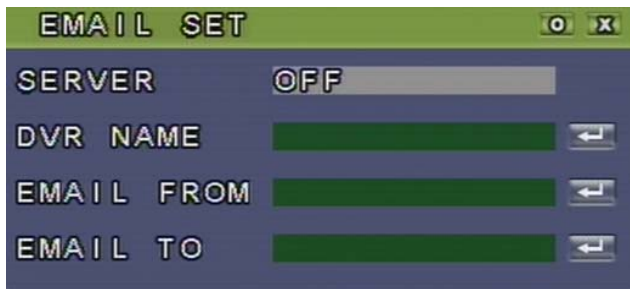 EMAIL SET O X
SERVER OFF
DVR NAME
EMAIL FROM
EMAIL TO